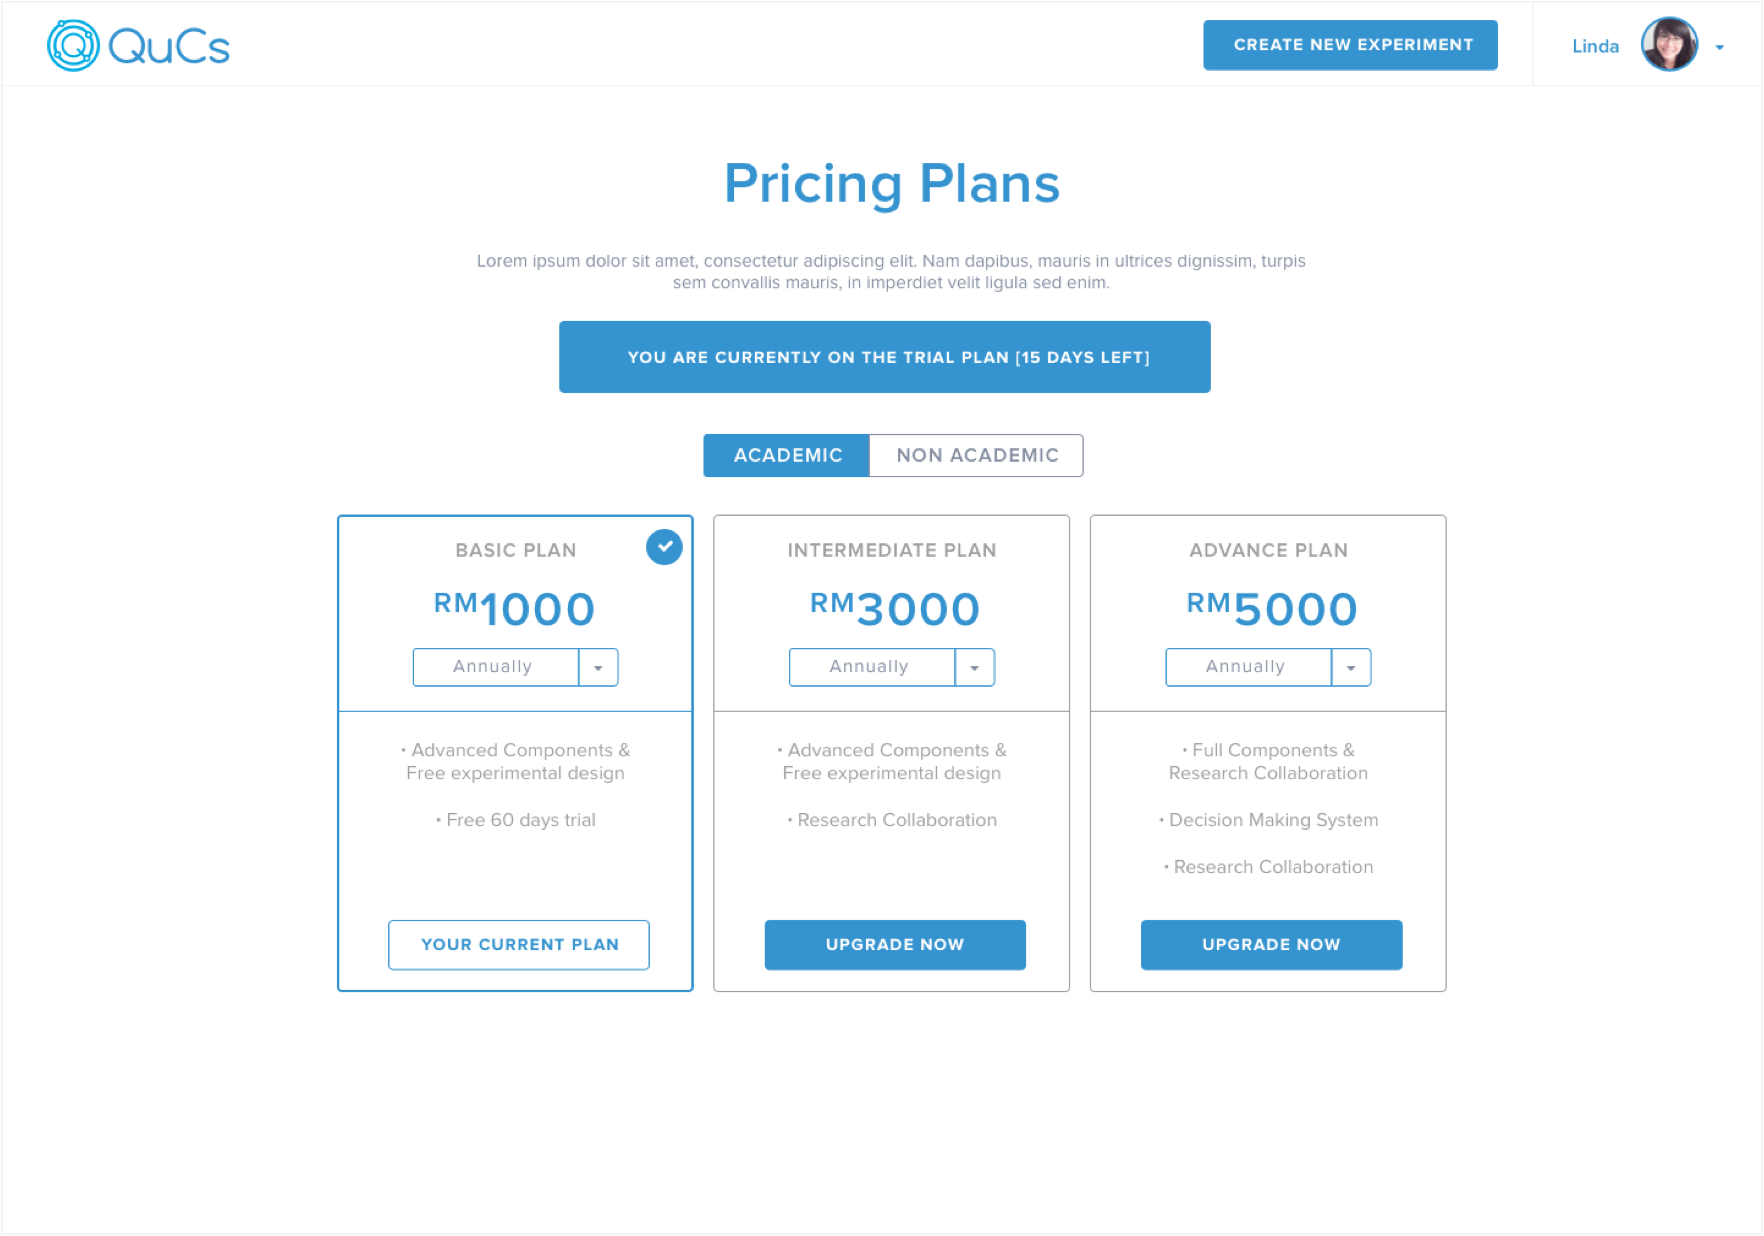 QuCs
CREATE NEW EXPERIMENT
Linda
Pricing Plans
Lorem ipsum dolor sit amet, consectetur adipiscing elit. Nam dapibus, mauris in ultrices dignissim, turpis
sem convallis mauris, in imperdiet velit ligula sed enim.
YOU ARE CURRENTLY ON THE TRIAL PLAN [15 DAYS LEFT]
ACADEMIC
NON ACADEMIC
BASIC PLAN
RM1000
Annually
• Advanced Components &
Free experimental design
• Free 60 days trial
YOUR CURRENT PLAN
INTERMEDIATE PLAN
RM3000
Annually
• Advanced Components &
Free experimental design
• Research Collaboration
UPGRADE NOW
ADVANCE PLAN
RM5000
Annually
• Full Components &
Research Collaboration
• Decision Making System
• Research Collaboration
UPGRADE NOW